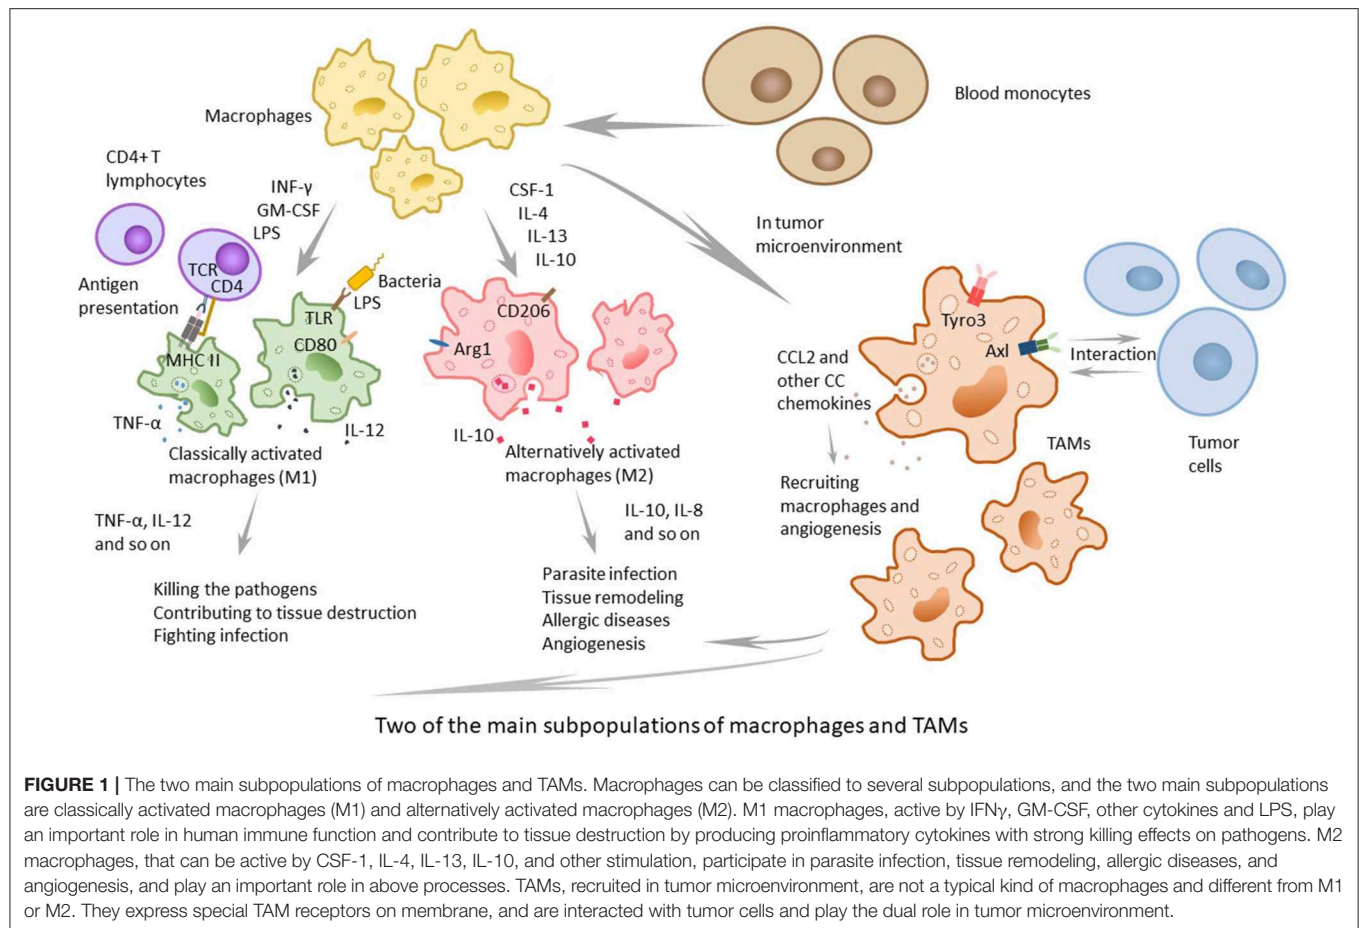 Macrophages
Blood monocytes
CD4+ T
lymphocytes
INF-γ
GM-CSF
LPS
CSF-1
IL-4
IL-13
IL-10
In tumor
microenvironment
TCR
CD4
Antigen
presentation
MHC II
TNF-α
Bacteria
LPS
TLR
CD80
IL-12
Classically activated
macrophages (M1)
CD206
Arg1
IL-10
Alternatively activated
macrophages (M2)
Tyro3
Axl
Interaction
CCL2 and
other CC
chemokines
TAMs
Tumor
cells
Recruiting
macrophages and
angiogenesis
TNF-α, IL-12
and so on
IL-10, IL-8
and so on
Killing the pathogens
Contributing to tissue destruction
Fighting infection
Parasite infection
Tissue remodeling
Allergic diseases
Angiogenesis
Two of the main subpopulations of macrophages and TAMs
FIGURE 1 | The two main subpopulations of macrophages and TAMs. Macrophages can be classified to several subpopulations, and the two main subpopulations
are classically activated macrophages (M1) and alternatively activated macrophages (M2). M1 macrophages, active by IFNγ, GM-CSF, other cytokines and LPS, play
an important role in human immune function and contribute to tissue destruction by producing proinflammatory cytokines with strong killing effects on pathogens. M2
macrophages, that can be active by CSF-1, IL-4, IL-13, IL-10, and other stimulation, participate in parasite infection, tissue remodeling, allergic diseases, and
angiogenesis, and play an important role in above processes. TAMs, recruited in tumor microenvironment, are not a typical kind of macrophages and different from M1
or M2. They express special TAM receptors on membrane, and are interacted with tumor cells and play the dual role in tumor microenvironment.